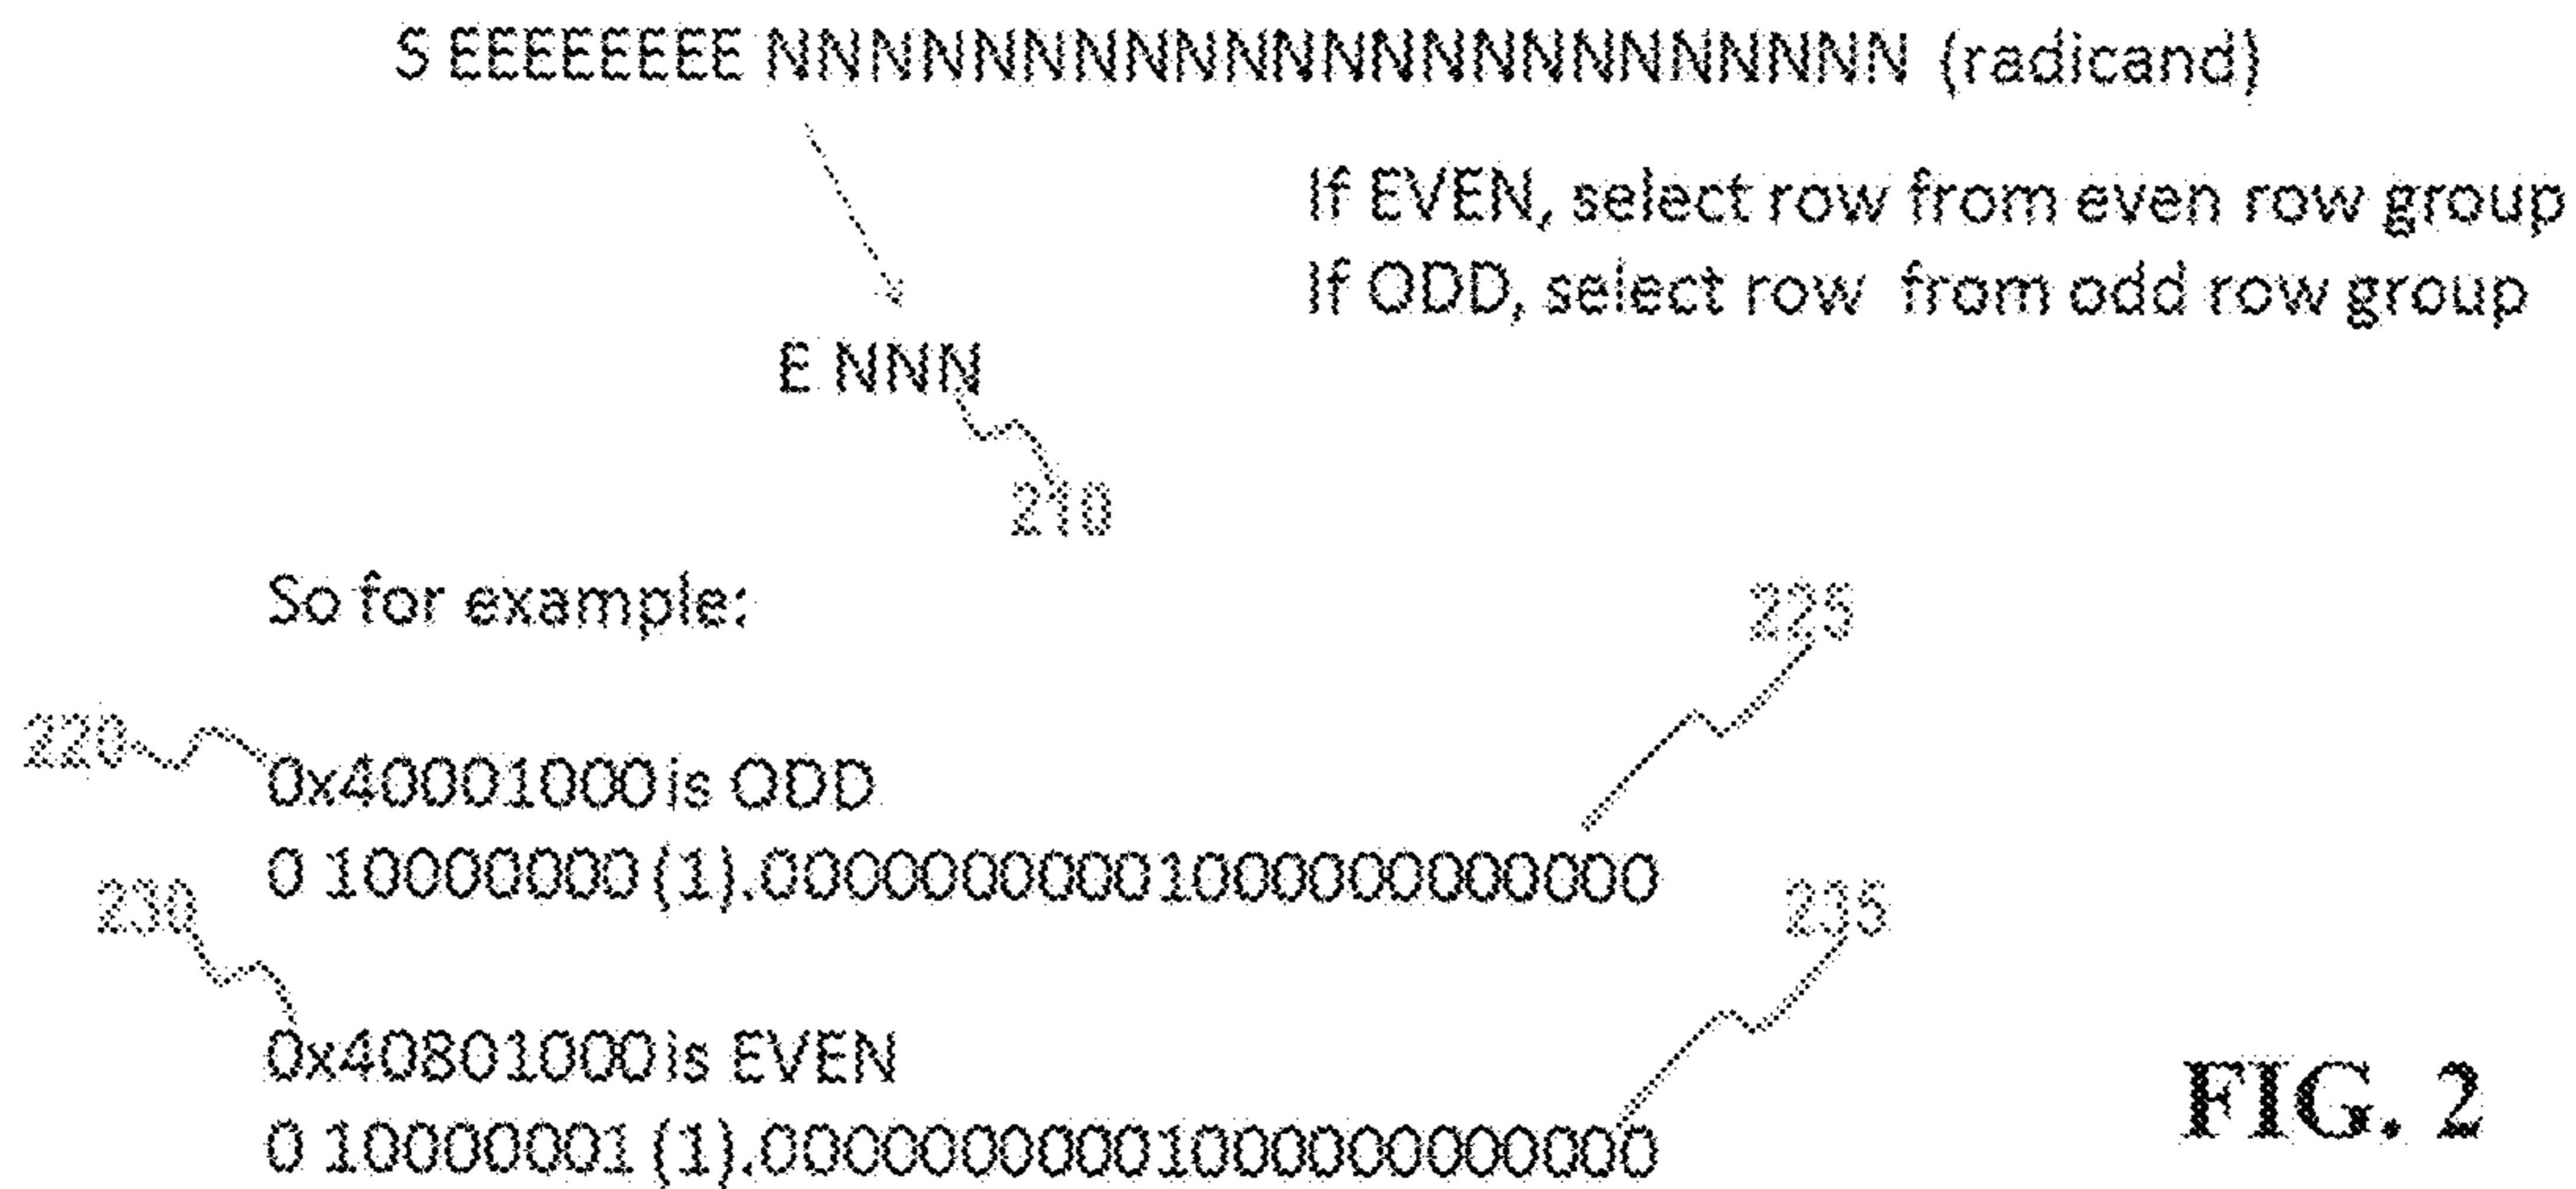 S EEEEEEEE NNNNNNNNNNNNNNNNNNNNNNN (radicand)
If EVEN, select row from even row group
If ODD, select row from odd row group
E NNN
210
So for example:
225
220
0x40001000 is ODD
0 10000000 (1).00000000001000000000000
230
235
0x40801000 is EVEN
0 10000001 (1).00000000001000000000000
FIG. 2